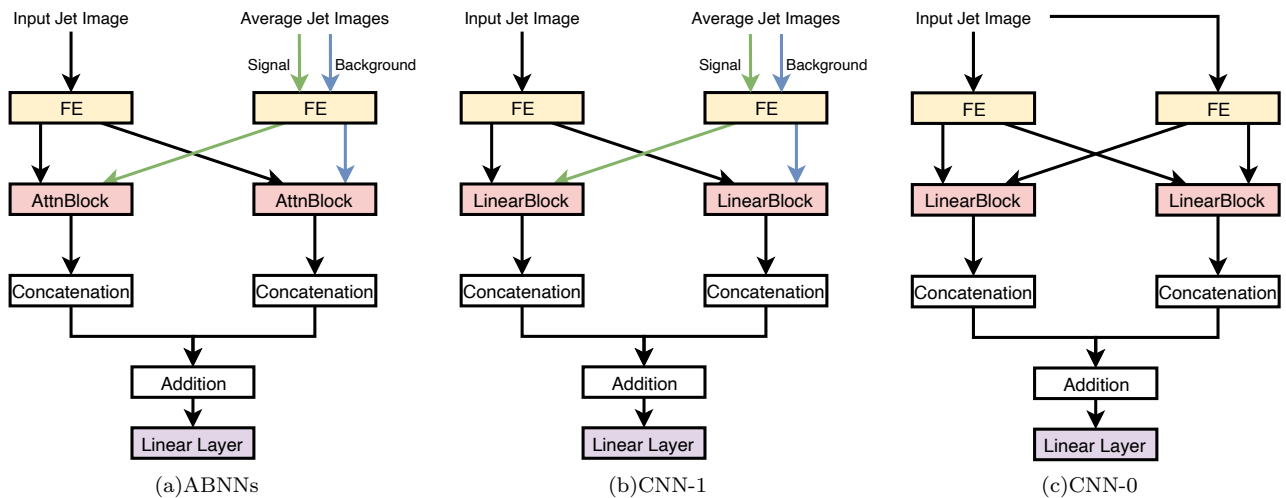 Input Jet Image
Average Jet Images
Signal
Background
FE
FE
AttnBlock
AttnBlock
Concatenation
Concatenation
Addition
Linear Layer
(a)ABNNs
Input Jet Image
Average Jet Images
Signal
Background
FE
FE
LinearBlock
LinearBlock
Concatenation
Concatenation
Addition
Linear Layer
(b)CNN-1
Input Jet Image
FE
FE
LinearBlock
LinearBlock
Concatenation
Concatenation
Addition
Linear Layer
(c)CNN-0